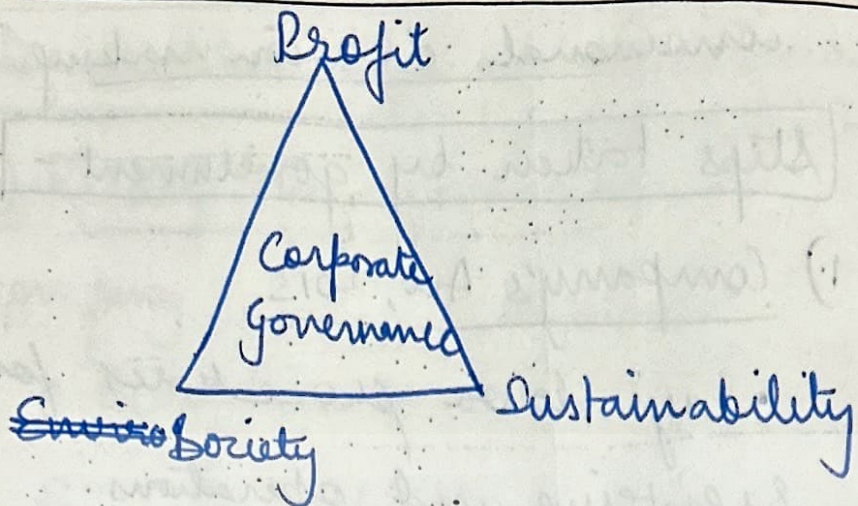 Profit
Corporate
Governance
Society
Sustainability